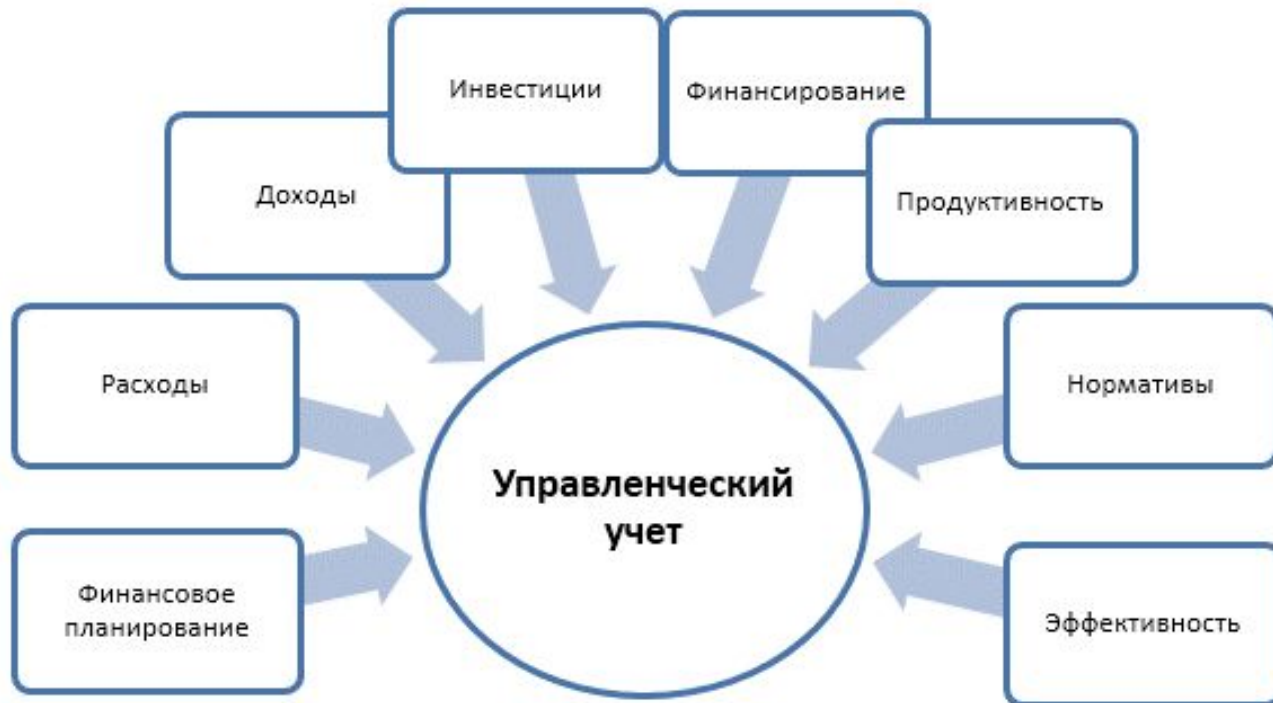 Инвестиции
Финансирование
Доходы
Продуктивность
Расходы
Нормативы
Управленческий
учет
Финансовое
планирование
Эффективность